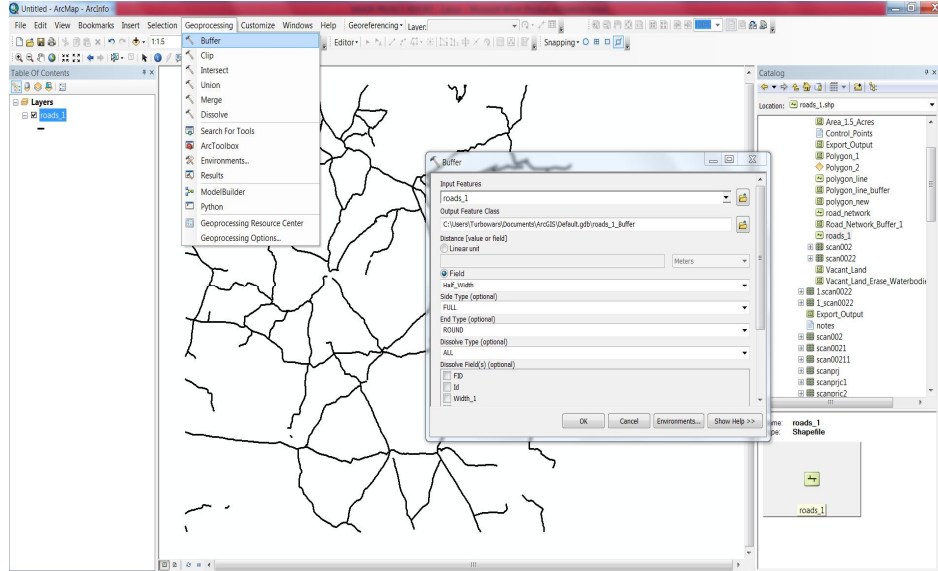 Untitled - ArcMap - ArcInfo
File Edit View Bookmarks Insert Selection Geoprocessing Customize Windows Help Georeferencing Layer:
1:15
Editor
Snapping
Buffer
Clip
Intersect
Union
Merge
Dissolve
Search For Tools
ArcToolbox
Environments...
Results
ModelBuilder
Python
Geoprocessing Resource Center
Geoprocessing Options...
Table Of Contents
Layers
roads_1
Buffer
Input Features
roads_1
Output Feature Class
C:\Users\Turbowars\Documents\ArcGIS\Default.gdb\roads_1_Buffer
Distance [value or field]
Linear unit
Meters
Field
Half_Width
Side Type (optional)
FULL
End Type (optional)
ROUND
Dissolve Type (optional)
ALL
Dissolve Field(s) (optional)
FID
Id
Width_1
OK Cancel Environments... Show Help >>
Catalog
Location: roads_1.shp
Area_1.5_Acres
Control_Points
Export_Output
Polygon_1
Polygon_2
polygon_line
Polygon_line_buffer
polygon_new
road_network
Road_Network_Buffer_1
roads_1
scan002
scan0022
Vacant_Land
Vacant_Land_Erase_Waterbodi
1.scan0022
1_scan0022
Export_Output
notes
scan002
scan0021
scan00211
scanprj
scanprjc1
scanprjc2
roads_1
Shapefile
roads_1